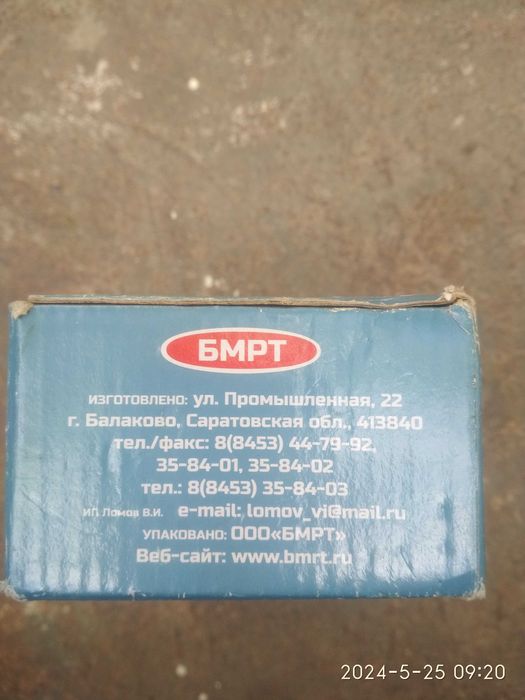 БМРТ
ИЗГОТОВЛЕНО: ул. Промышленная, 22
г. Балаково, Саратовская обл., 413840
тел./факс: 8(8453) 44-79-92,
35-84-01, 35-84-02
тел.: 8(8453) 35-84-03
ИП Ломов В.И. e-mail: lomov_vi@mail.ru
УПАКОВАНО: ООО«БМРТ»
Веб-сайт: www.bmrt.ru
2024-5-25 09:20